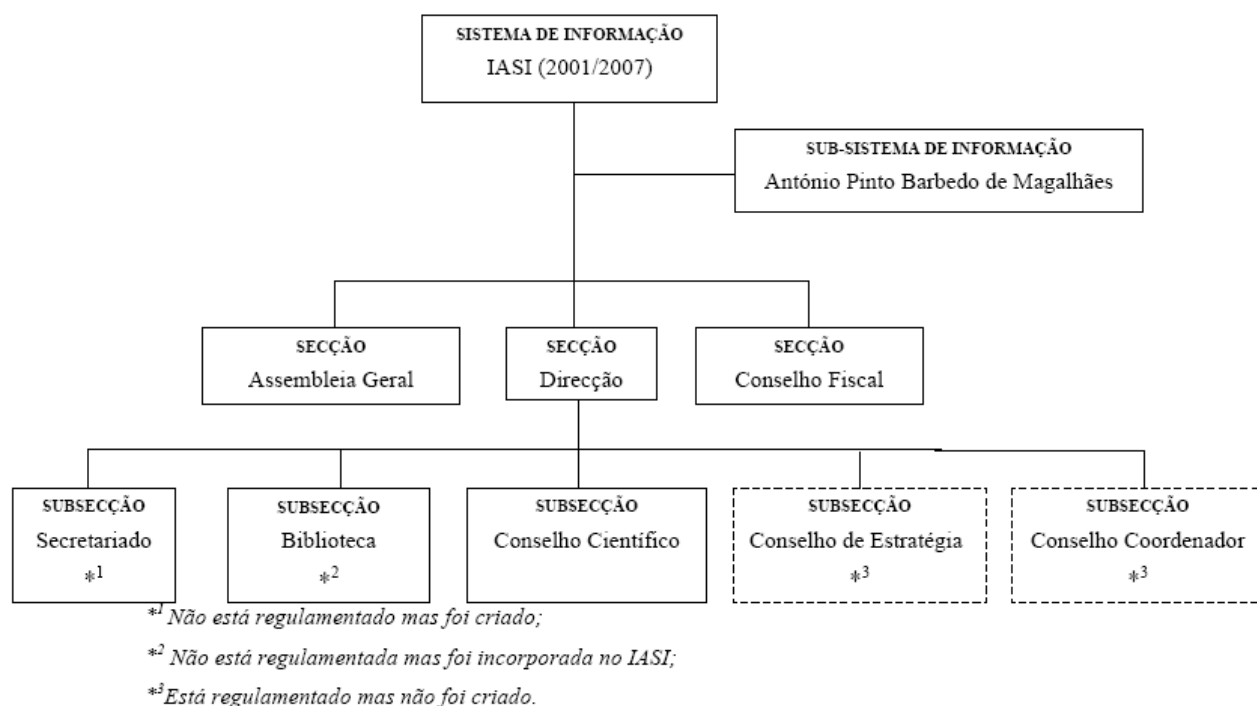 SISTEMA DE INFORMAÇÃO
IASI (2001/2007)
SUB-SISTEMA DE INFORMAÇÃO
António Pinto Barbedo de Magalhães
SECÇÃO
Assembleia Geral
SECÇÃO
Direcção
SECÇÃO
Conselho Fiscal
SUBSECÇÃO
Secretariado
*1
SUBSECÇÃO
Biblioteca
*2
SUBSECÇÃO
Conselho Científico
SUBSECÇÃO
Conselho de Estratégia
*3
SUBSECÇÃO
Conselho Coordenador
*3
*1 Não está regulamentado mas foi criado;
*2 Não está regulamentada mas foi incorporada no IASI;
*3Está regulamentado mas não foi criado.